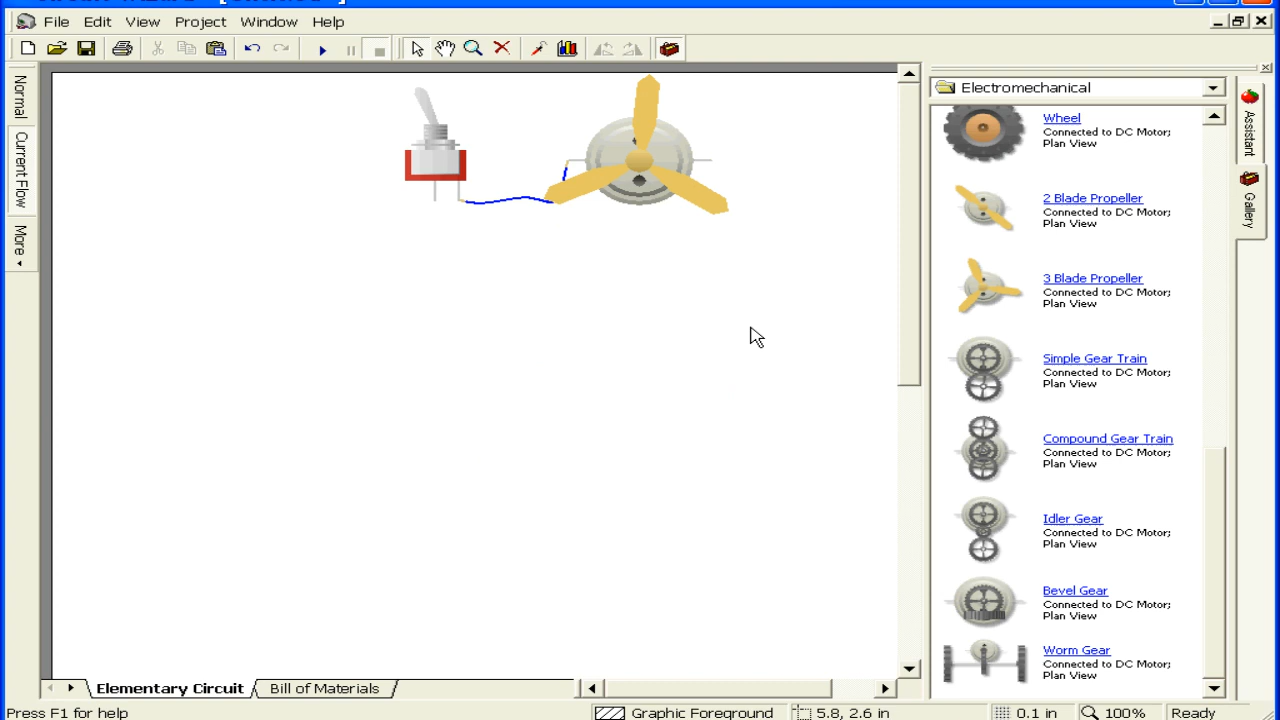 File Edit View Project Window Help
Normal
Current Flow
More
Electromechanical
Wheel
Connected to DC Motor;
Plan View
2 Blade Propeller
Connected to DC Motor;
Plan View
3 Blade Propeller
Connected to DC Motor;
Plan View
Simple Gear Train
Connected to DC Motor;
Plan View
Compound Gear Train
Connected to DC Motor;
Plan View
Idler Gear
Connected to DC Motor;
Plan View
Bevel Gear
Connected to DC Motor;
Plan View
Worm Gear
Connected to DC Motor;
Plan View
Assistant
Gallery
Elementary Circuit Bill of Materials
Press F1 for help Graphic Foreground 5.8, 2.6 in 0.1 in 100% Ready